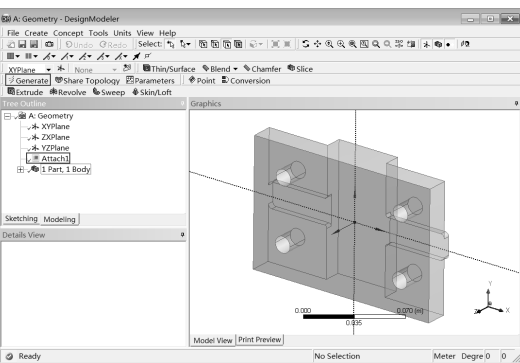 A: Geometry - DesignModeler
File Create Concept Tools Units View Help
Undo Redo Select:
XYPlane None Thin/Surface Blend Chamfer Slice
Generate Share Topology Parameters Point Conversion
Extrude Revolve Sweep Skin/Loft
Tree Outline
A: Geometry
XYPlane
ZXPlane
YZPlane
Attach1
1 Part, 1 Body
Sketching Modeling
Details View
Graphics
0.000 0.070 (m)
0.035
Y
Z X
Model View Print Preview
Ready No Selection Meter Degre 0 0